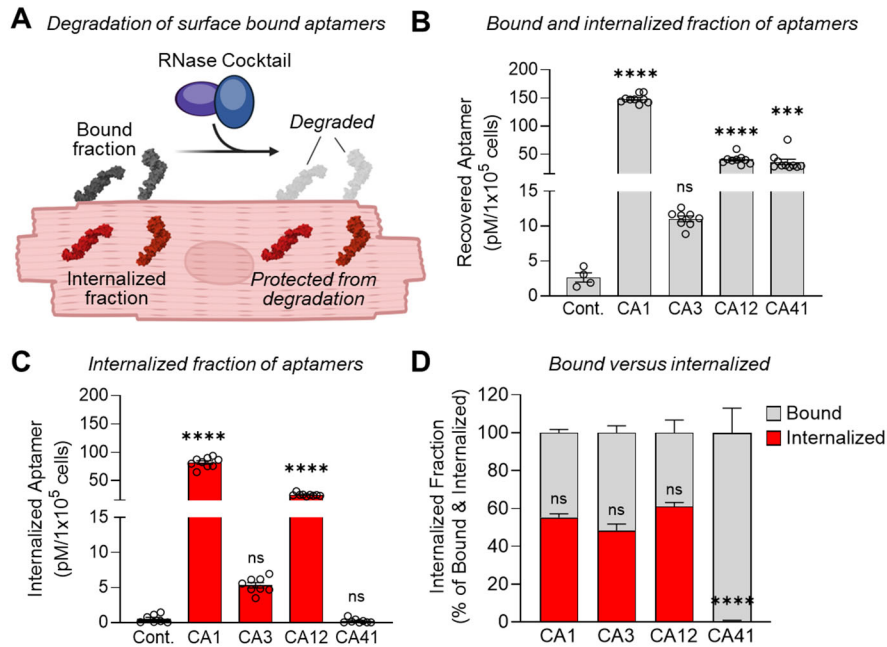 A
Degradation of surface bound aptamers
RNase Cocktail
Bound
fraction
Degraded
Internalized
fraction
Protected from
degradation
B
Bound and internalized fraction of aptamers
Recovered Aptamer
(pM/1x10⁵ cells)
200
150
100
50
15
10
5
0
****
ns
****
***
Cont.
CA1
CA3
CA12
CA41
C
Internalized fraction of aptamers
Internalized Aptamer
(pM/1x10⁵ cells)
200
150
100
50
15
10
5
0
****
ns
****
ns
Cont.
CA1
CA3
CA12
CA41
D
Bound versus internalized
Internalized Fraction
(% of Bound & Internalized)
120
100
80
60
40
20
0
ns
ns
ns
****
CA1
CA3
CA12
CA41
Bound
Internalized